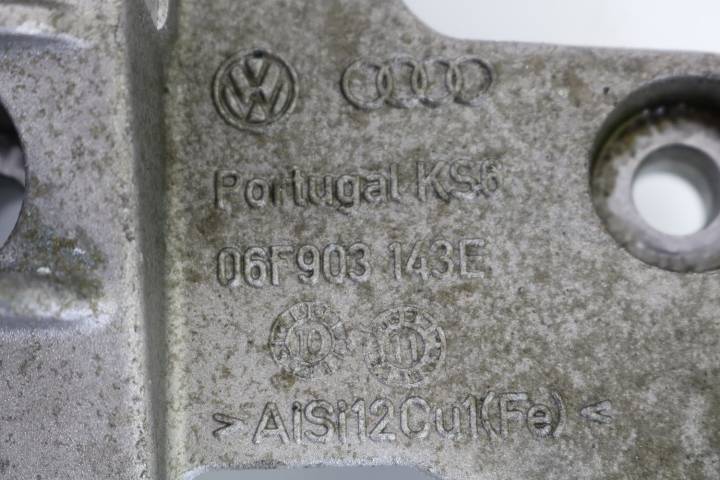 Portugal KS6
06F903 143E
10 11
>AlSi12Cu1(Fe)<